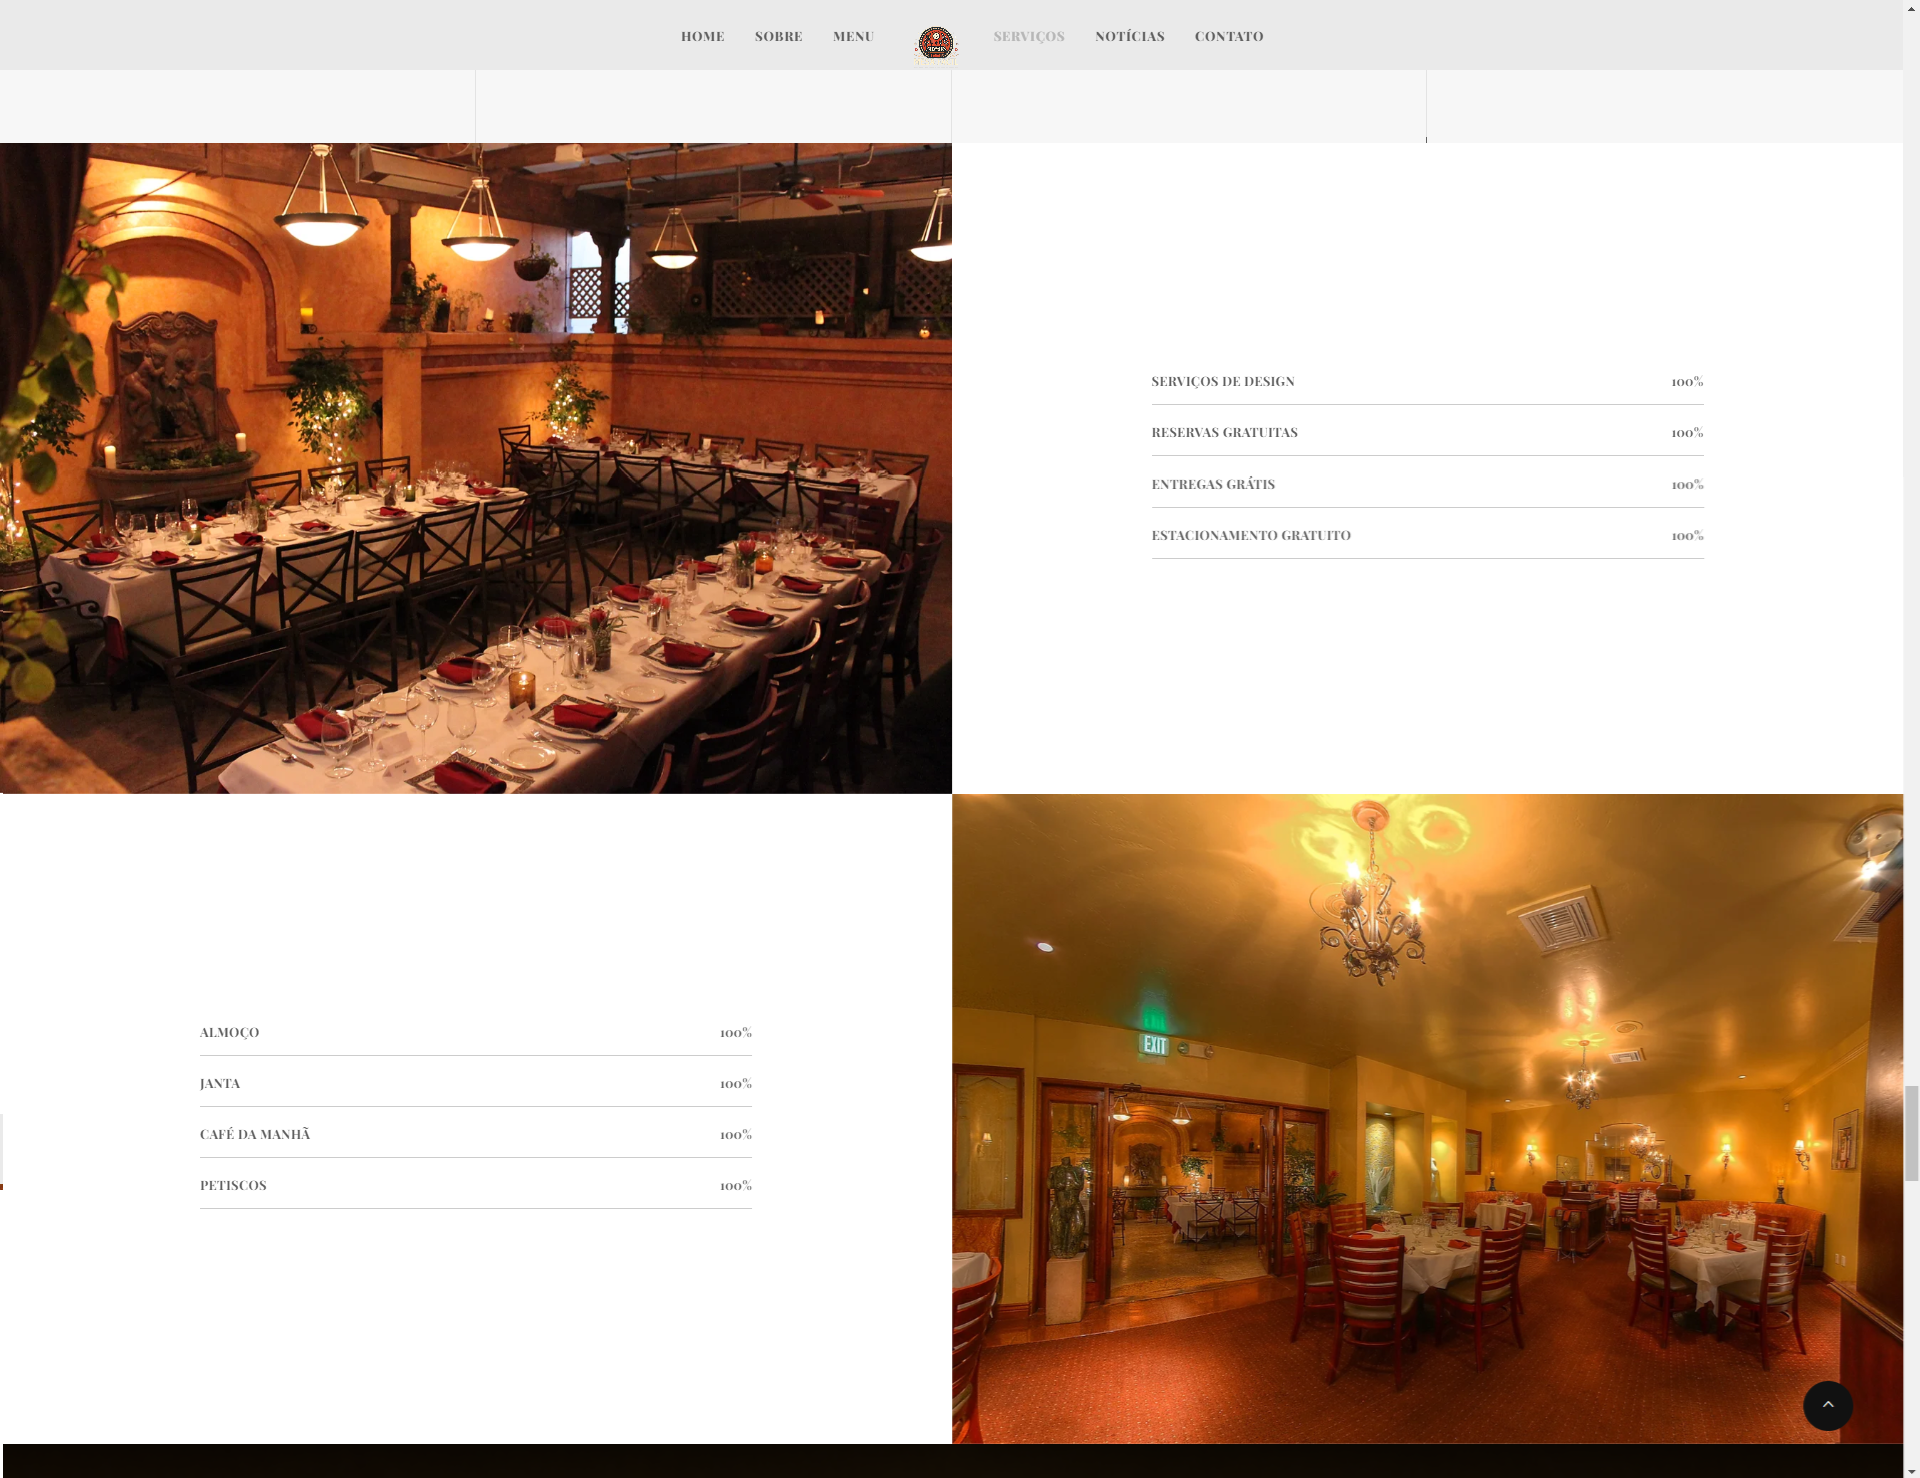 HOME SOBRE MENU SERVIÇOS NOTÍCIAS CONTATO
SERVIÇOS DE DESIGN 100%
RESERVAS GRATUITAS 100%
ENTREGAS GRÁTIS 100%
ESTACIONAMENTO GRATUITO 100%
ALMOÇO 100%
JANTA 100%
CAFÉ DA MANHÃ 100%
PETISCOS 100%
EXIT